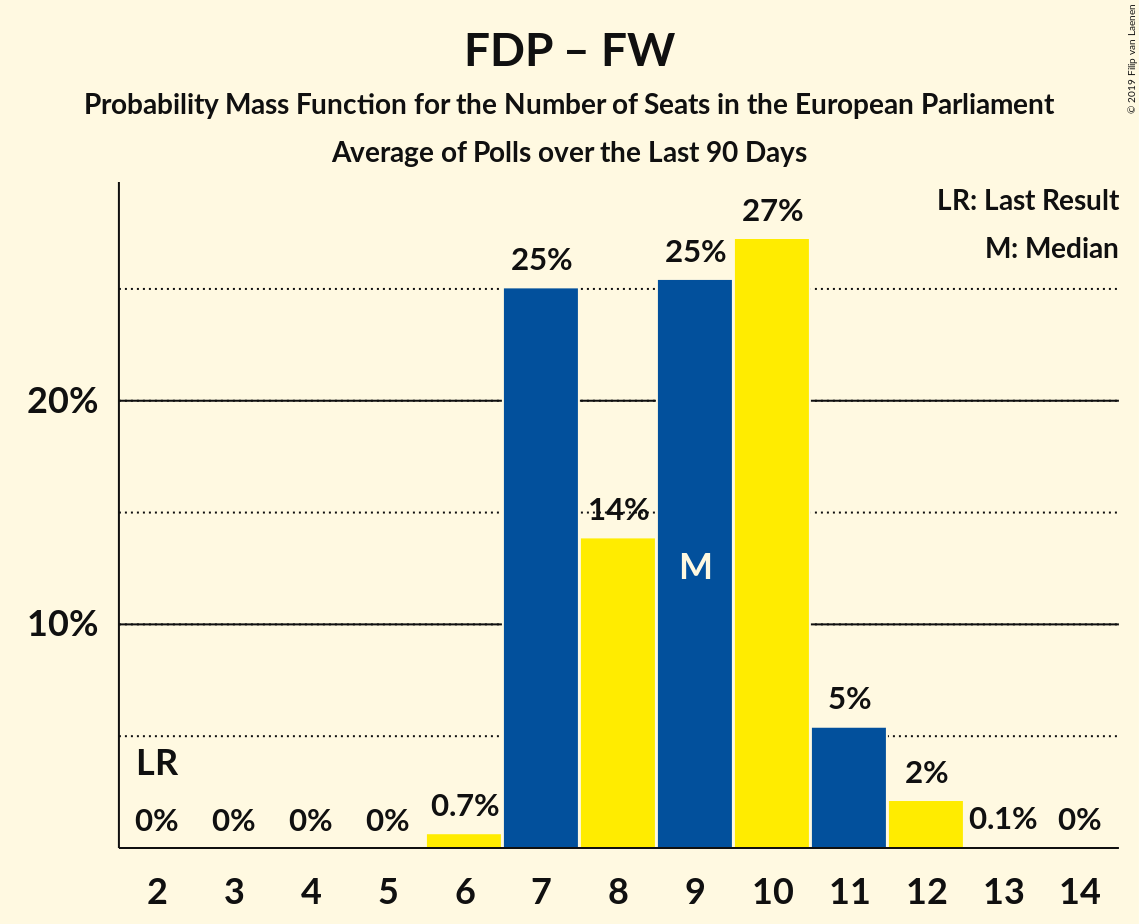 FDP – FW
Probability Mass Function for the Number of Seats in the European Parliament
Average of Polls over the Last 90 Days
© 2019 Filip van Laenen
LR: Last Result
M: Median
27%
25%
25%
20%
14%
M
10%
5%
LR
2%
0%
0%
0%
0%
0.7%
0.1%
0%
2 3 4 5 6 7 8 9 10 11 12 13 14